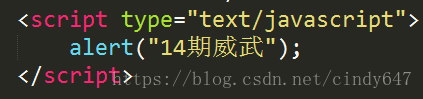 <script type="text/javascript">
    alert("14期威武");
</script>
https://blog.csdn.net/cindy647